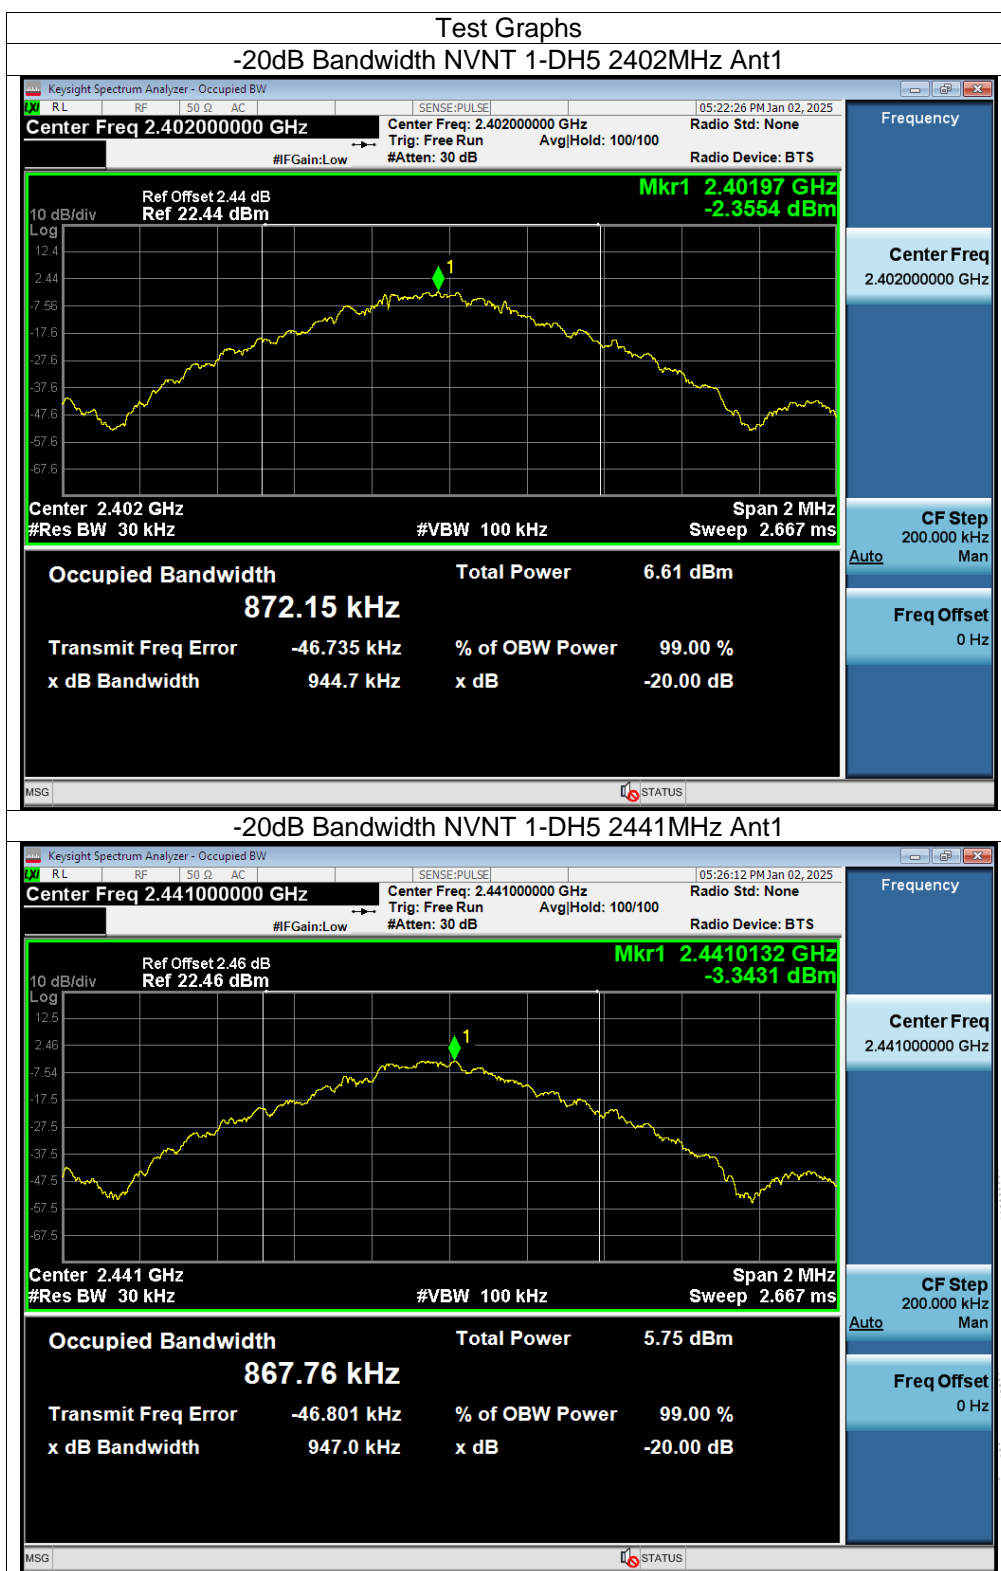 Test Graphs
-20dB Bandwidth NVNT 1-DH5 2402MHz Ant1
Keysight Spectrum Analyzer - Occupied BW
LXI RL RF 50 Ω AC SENSE:PULSE 05:22:26 PM Jan 02, 2025
Center Freq 2.402000000 GHz
Center Freq: 2.402000000 GHz
Radio Std: None
Trig: Free Run Avg|Hold: 100/100
#IFGain:Low
#Atten: 30 dB
Radio Device: BTS
Frequency
Mkr1 2.40197 GHz
-2.3554 dBm
Ref Offset 2.44 dB
10 dB/div Ref 22.44 dBm
Log
12.4
2.44
-7.56
-17.6
-27.6
-37.6
-47.6
-57.6
-67.6
1
Center 2.402 GHz Span 2 MHz
#Res BW 30 kHz #VBW 100 kHz Sweep 2.667 ms
Center Freq
2.402000000 GHz
CF Step
200.000 kHz
Auto Man
Freq Offset
0 Hz
Occupied Bandwidth Total Power 6.61 dBm
872.15 kHz
Transmit Freq Error -46.735 kHz % of OBW Power 99.00 %
x dB Bandwidth 944.7 kHz x dB -20.00 dB
MSG STATUS
-20dB Bandwidth NVNT 1-DH5 2441MHz Ant1
Keysight Spectrum Analyzer - Occupied BW
LXI RL RF 50 Ω AC SENSE:PULSE 05:26:12 PM Jan 02, 2025
Center Freq 2.441000000 GHz
Center Freq: 2.441000000 GHz
Radio Std: None
Trig: Free Run Avg|Hold: 100/100
#IFGain:Low
#Atten: 30 dB
Radio Device: BTS
Frequency
Mkr1 2.4410132 GHz
-3.3431 dBm
Ref Offset 2.46 dB
10 dB/div Ref 22.46 dBm
Log
12.5
2.46
-7.54
-17.5
-27.5
-37.5
-47.5
-57.5
-67.5
1
Center 2.441 GHz Span 2 MHz
#Res BW 30 kHz #VBW 100 kHz Sweep 2.667 ms
Center Freq
2.441000000 GHz
CF Step
200.000 kHz
Auto Man
Freq Offset
0 Hz
Occupied Bandwidth Total Power 5.75 dBm
867.76 kHz
Transmit Freq Error -46.801 kHz % of OBW Power 99.00 %
x dB Bandwidth 947.0 kHz x dB -20.00 dB
MSG STATUS